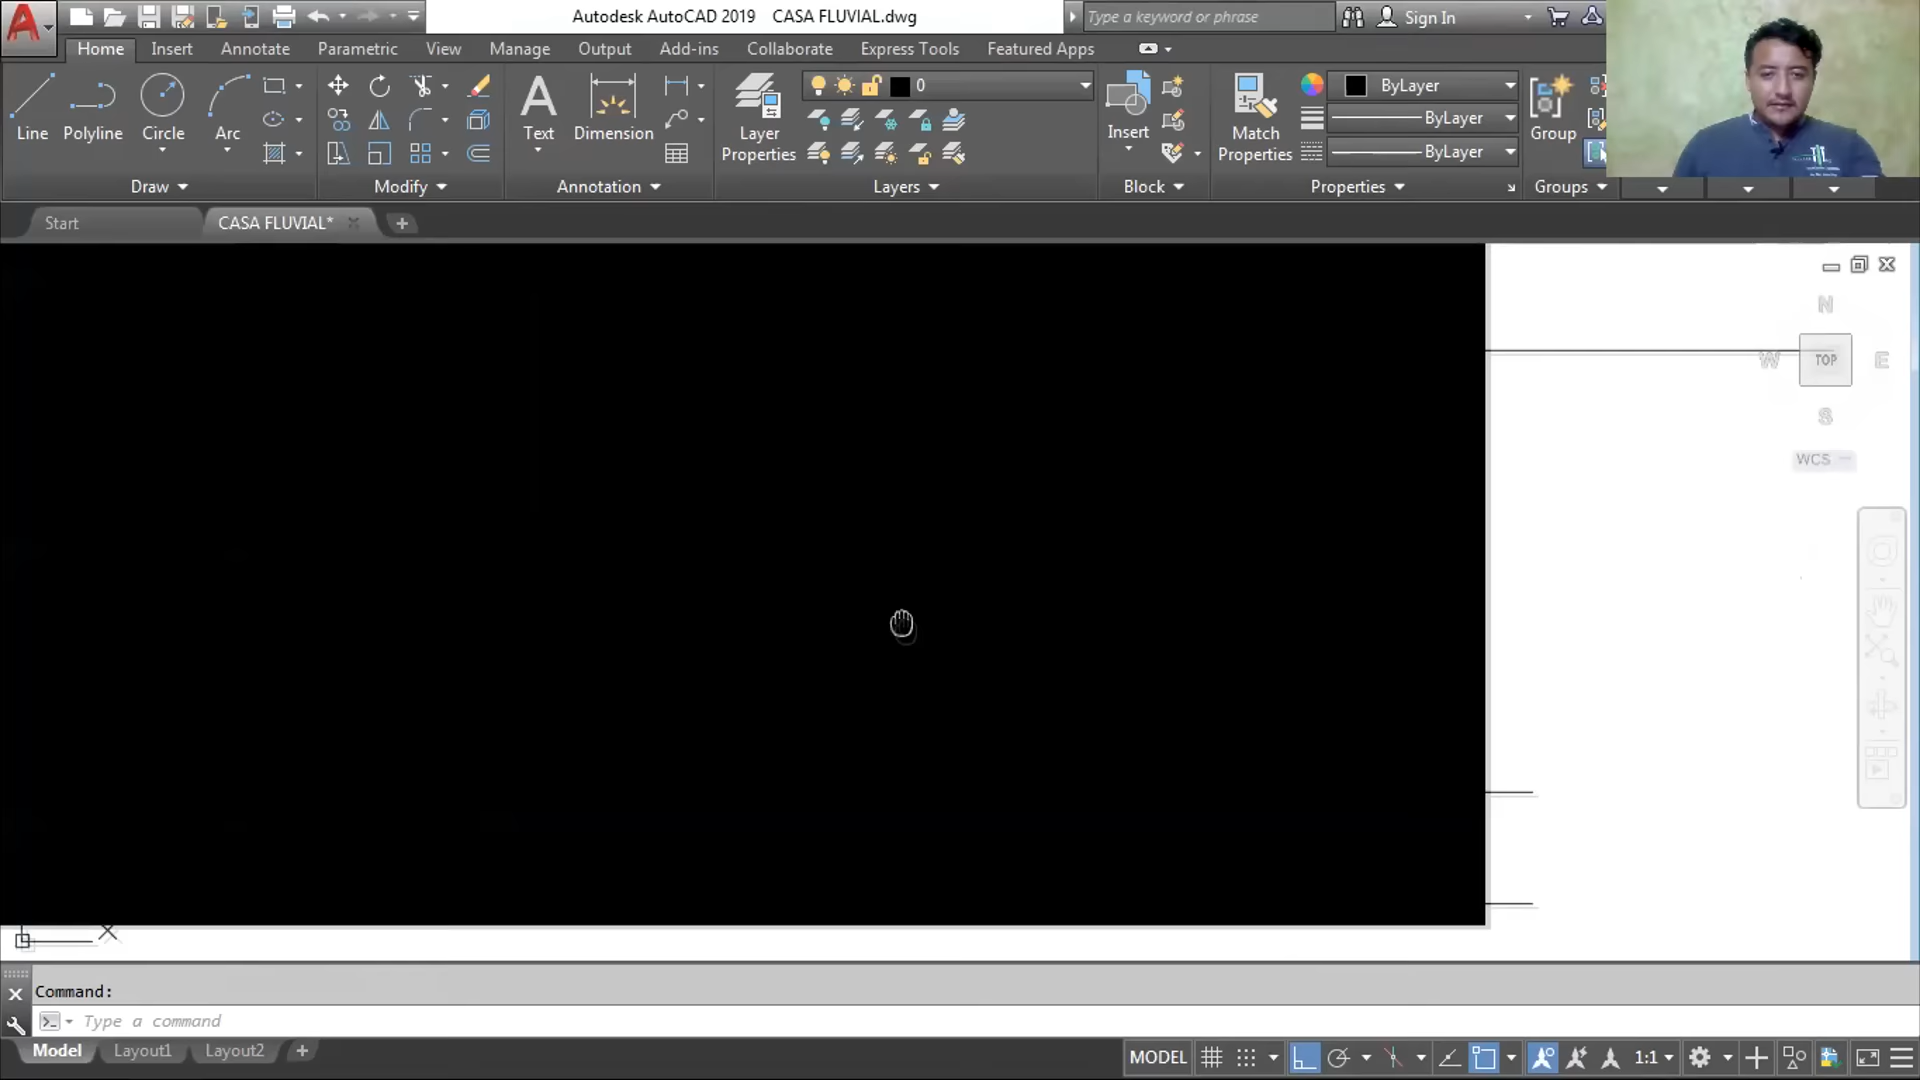 Autodesk AutoCAD 2019 CASA FLUVIAL.dwg
Type a keyword or phrase
Sign In
Home Insert Annotate Parametric View Manage Output Add-ins Collaborate Express Tools Featured Apps
0
ByLayer
ByLayer
ByLayer
Line Polyline Circle Arc
Text Dimension
Layer Properties
Insert
Match Properties
Group
Draw Modify Annotation Layers Block Properties Groups
Start CASA FLUVIAL*
N
W TOP E
S
WCS
X
Command:
Type a command
Model Layout1 Layout2
MODEL 1:1